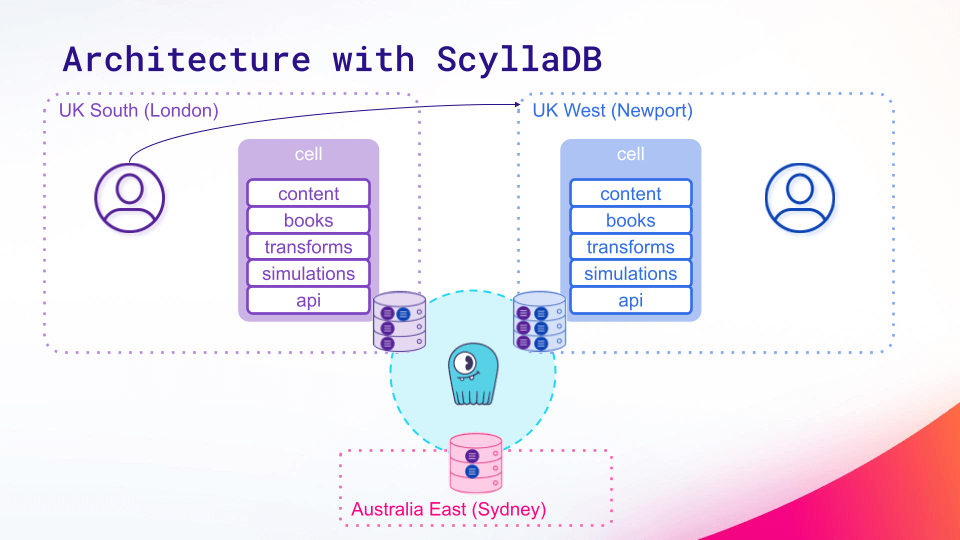 Architecture with ScyllaDB
UK South (London)
UK West (Newport)
cell
content
books
transforms
simulations
api
cell
content
books
transforms
simulations
api
Australia East (Sydney)